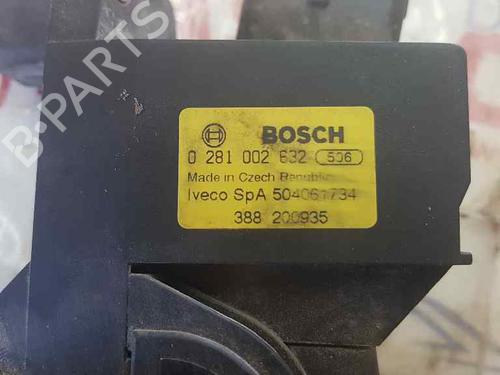 BOSCH
0 281 002 632 506
Made in Czech Republic
Iveco SpA 504061734
388 200935
B-PARTS